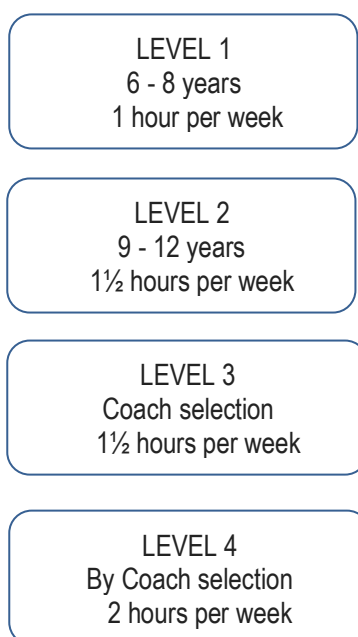 LEVEL 1
6 - 8 years
1 hour per week
LEVEL 2
9 - 12 years
1½ hours per week
LEVEL 3
Coach selection
1½ hours per week
LEVEL 4
By Coach selection
2 hours per week